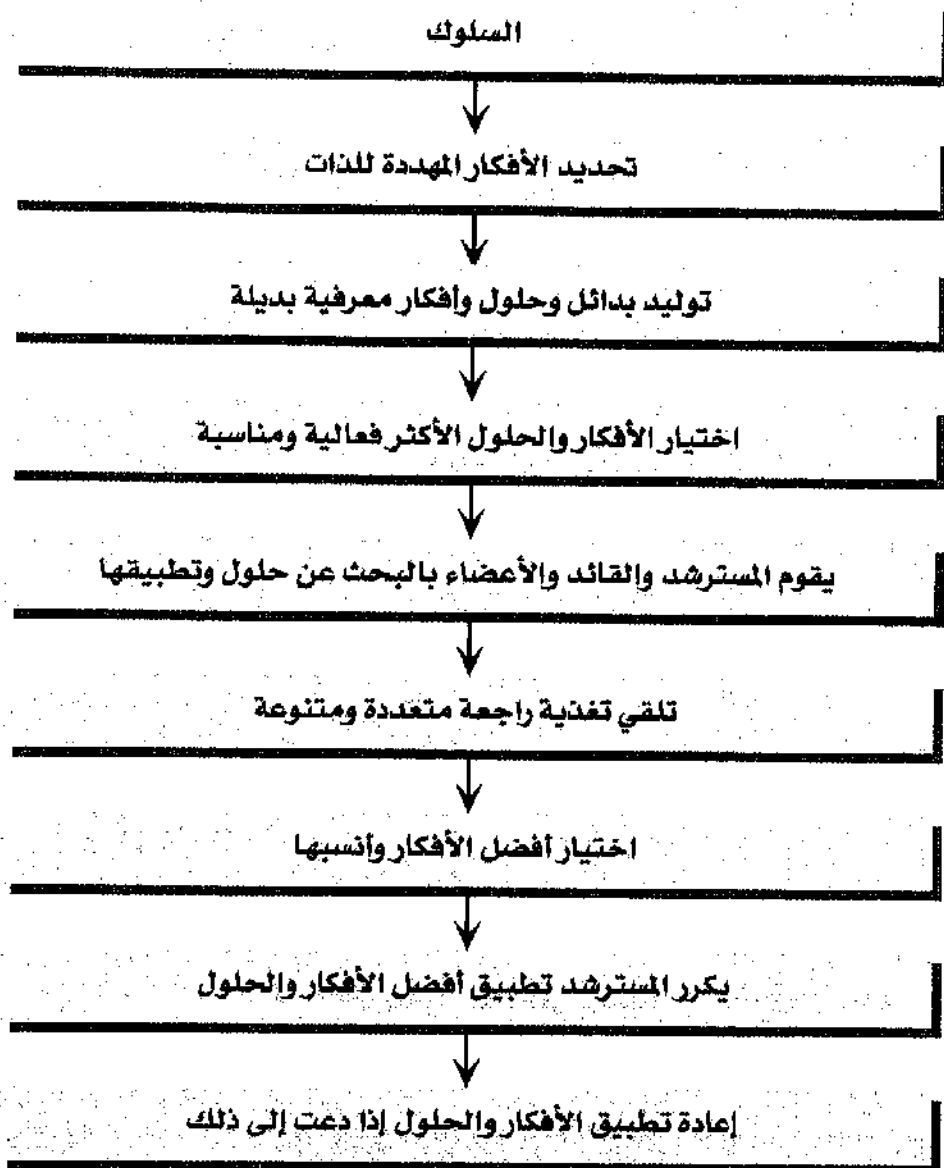 السلوك
تحديد الأفكار المهددة للذات
توليد بدائل وحلول وأفكار معرفية بديلة
اختيار الأفكار والحلول الأكثر فعالية ومناسبة
يقوم المسترشد والقائد والأعضاء بالبحث عن حلول وتطبيقها
تلقي تغذية راجعة متعددة ومتنوعة
اختيار أفضل الأفكار وأنسبها
يكرر المسترشد تطبيق أفضل الأفكار والحلول
إعادة تطبيق الأفكار والحلول إذا دعت إلى ذلك